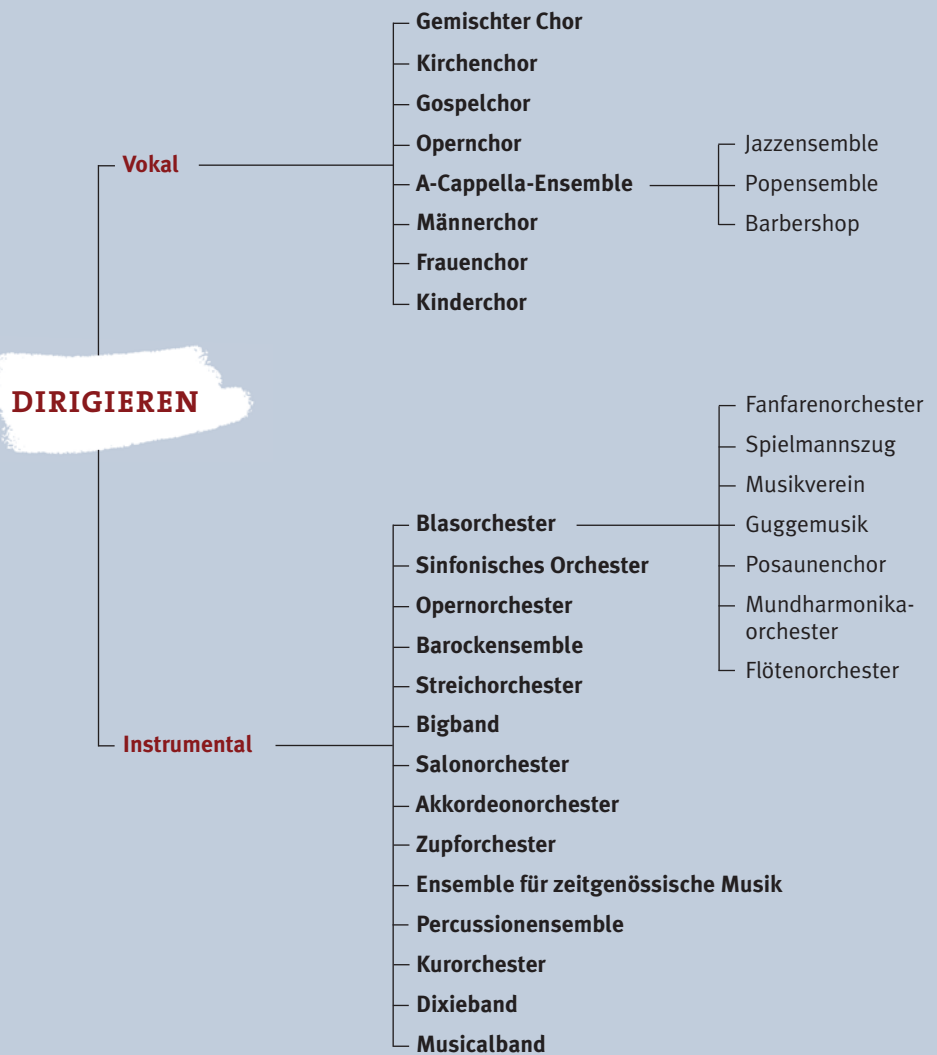 Gemischter Chor
Kirchenchor
Gospelchor
Opernchor
Jazzensemble
Vokal
A-Cappella-Ensemble
Popensemble
Männerchor
Barbershop
Frauenchor
Kinderchor
DIRIGIEREN
Fanfarenorchester
Spielmannszug
Musikverein
Blasorchester
Guggemusik
Sinfonisches Orchester
Posaunenchor
Opernorchester
Mundharmonika-
orchester
Barockensemble
Flötenorchester
Streichorchester
Bigband
Instrumental
Salonorchester
Akkordeonorchester
Zupforchester
Ensemble für zeitgenössische Musik
Percussionensemble
Kurorchester
Dixieband
Musicalband